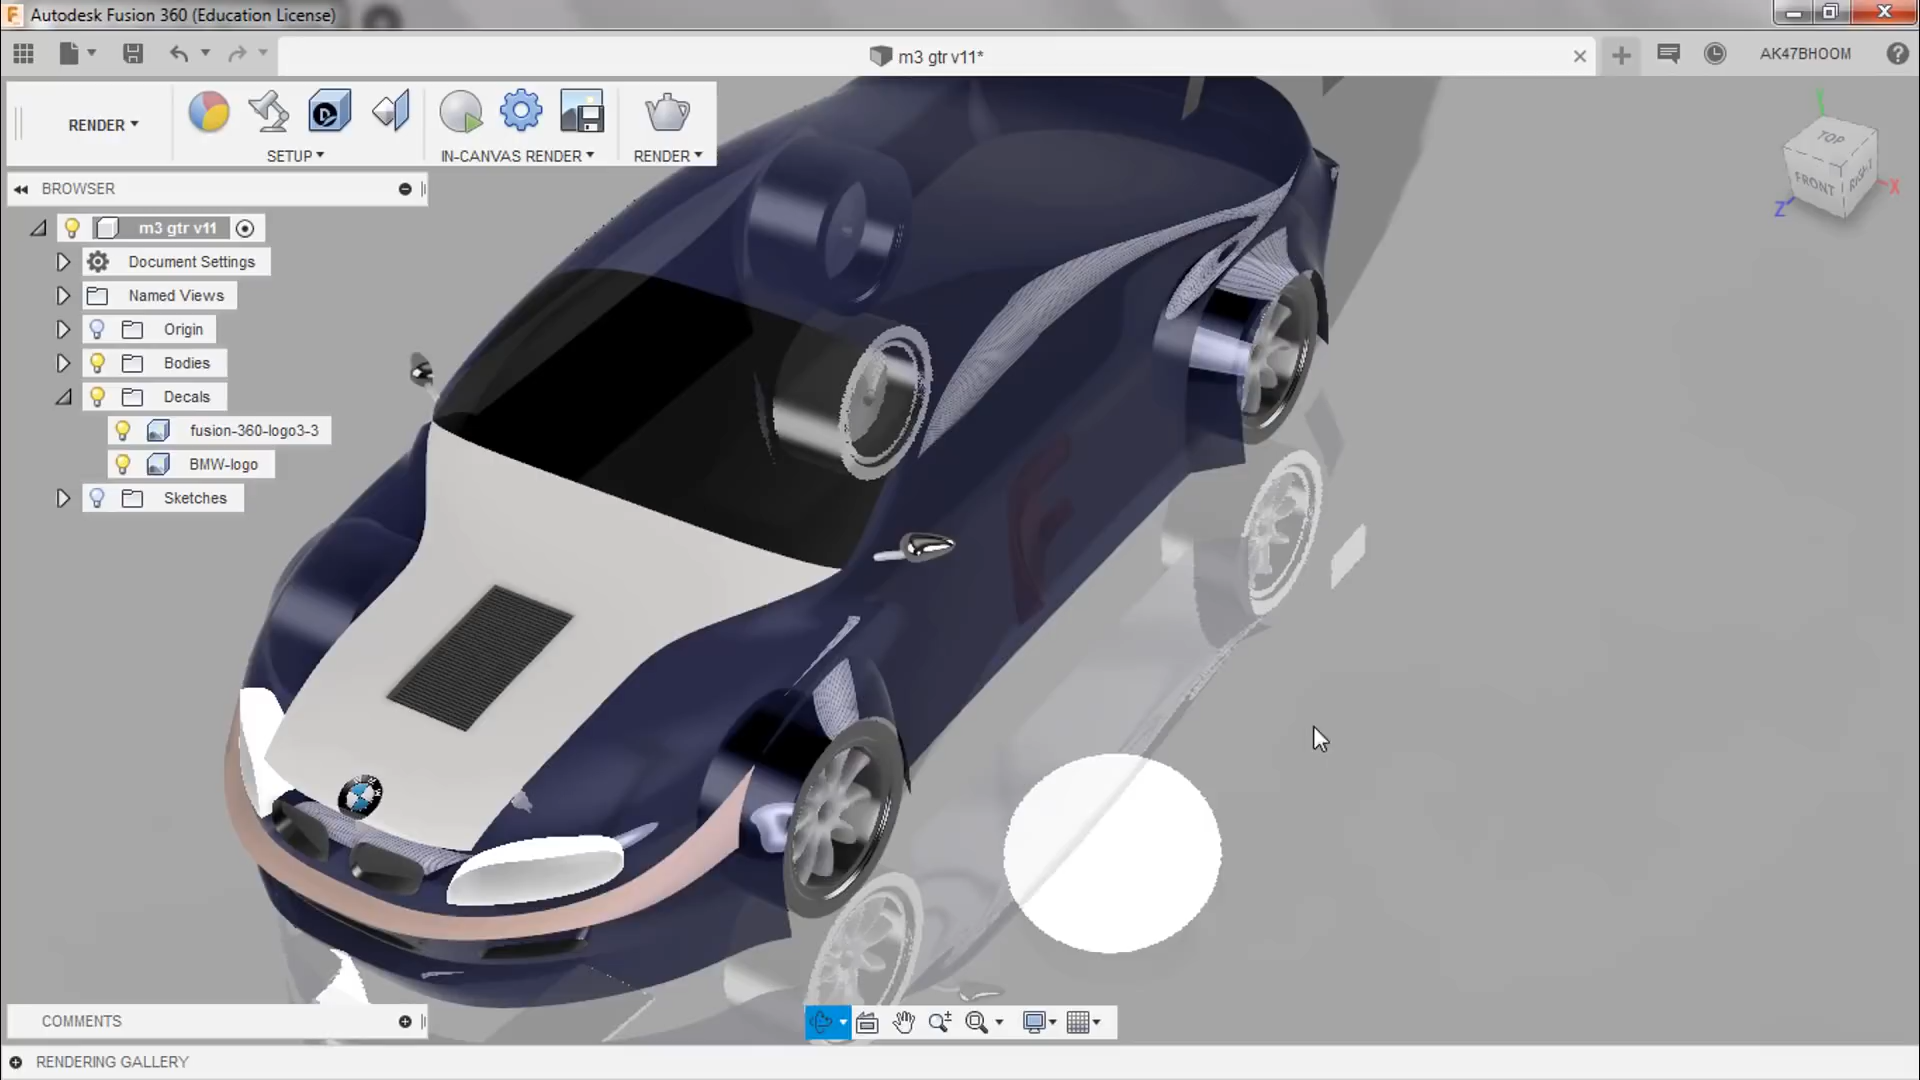 Autodesk Fusion 360 (Education License)
m3 gtr v11*
AK47BHOOM
RENDER
SETUP
IN-CANVAS RENDER
RENDER
TOP
FRONT
RIGHT
Y
X
Z
BROWSER
m3 gtr v11
Document Settings
Named Views
Origin
Bodies
Decals
fusion-360-logo3-3
BMW-logo
Sketches
F
COMMENTS
RENDERING GALLERY